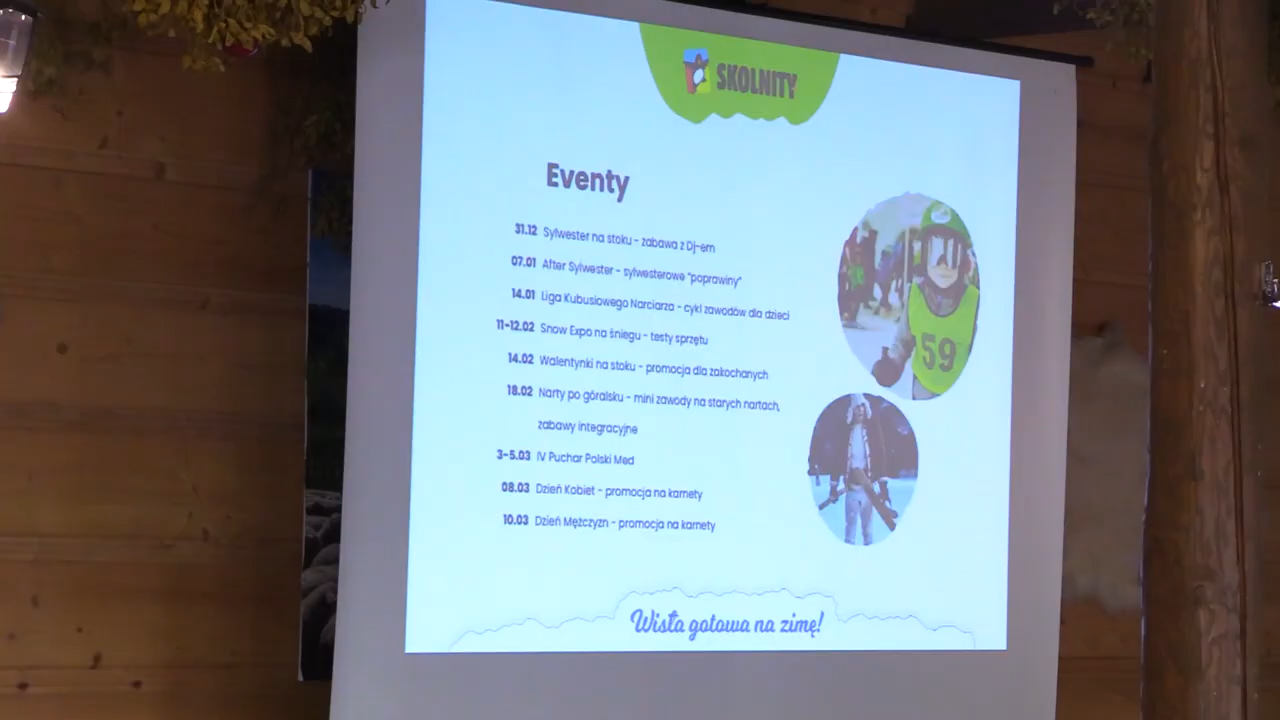 SKOLNITY
Eventy
31.12 Sylwester na stoku - zabawa z Dj-em
07.01 After Sylwester - sylwesterowe "poprawiny"
14.01 Liga Kubusiowego Narciarza - cykl zawodów dla dzieci
11-12.02 Snow Expo na śniegu - testy sprzętu
14.02 Walentynki na stoku - promocja dla zakochanych
18.02 Narty po góralsku - mini zawody na starych nartach,
zabawy integracyjne
3-5.03 IV Puchar Polski Med
08.03 Dzień Kobiet - promocja na karnety
10.03 Dzień Mężczyzn - promocja na karnety
59
Wisła gotowa na zimę!